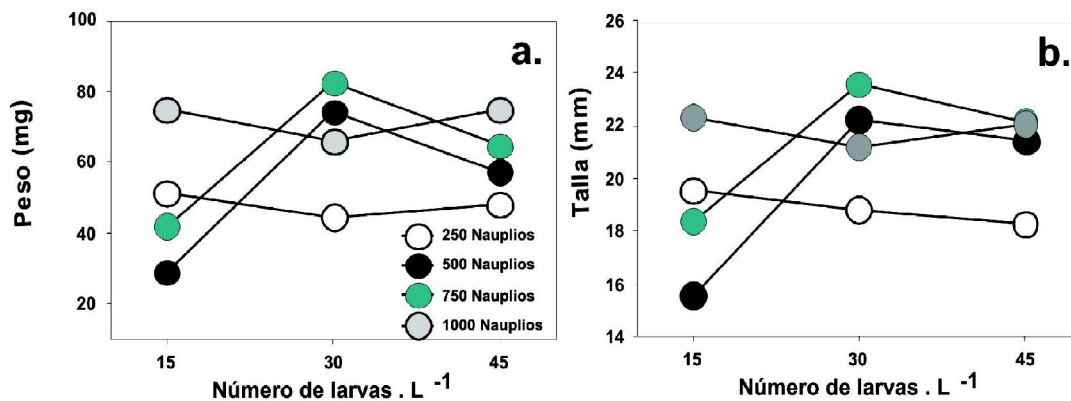 a.
Peso (mg)
100
80
60
40
20
15
30
45
Número de larvas . L -1
250 Nauplios
500 Nauplios
750 Nauplios
1000 Nauplios
b.
Talla (mm)
26
24
22
20
18
16
14
15
30
45
Número de larvas . L -1